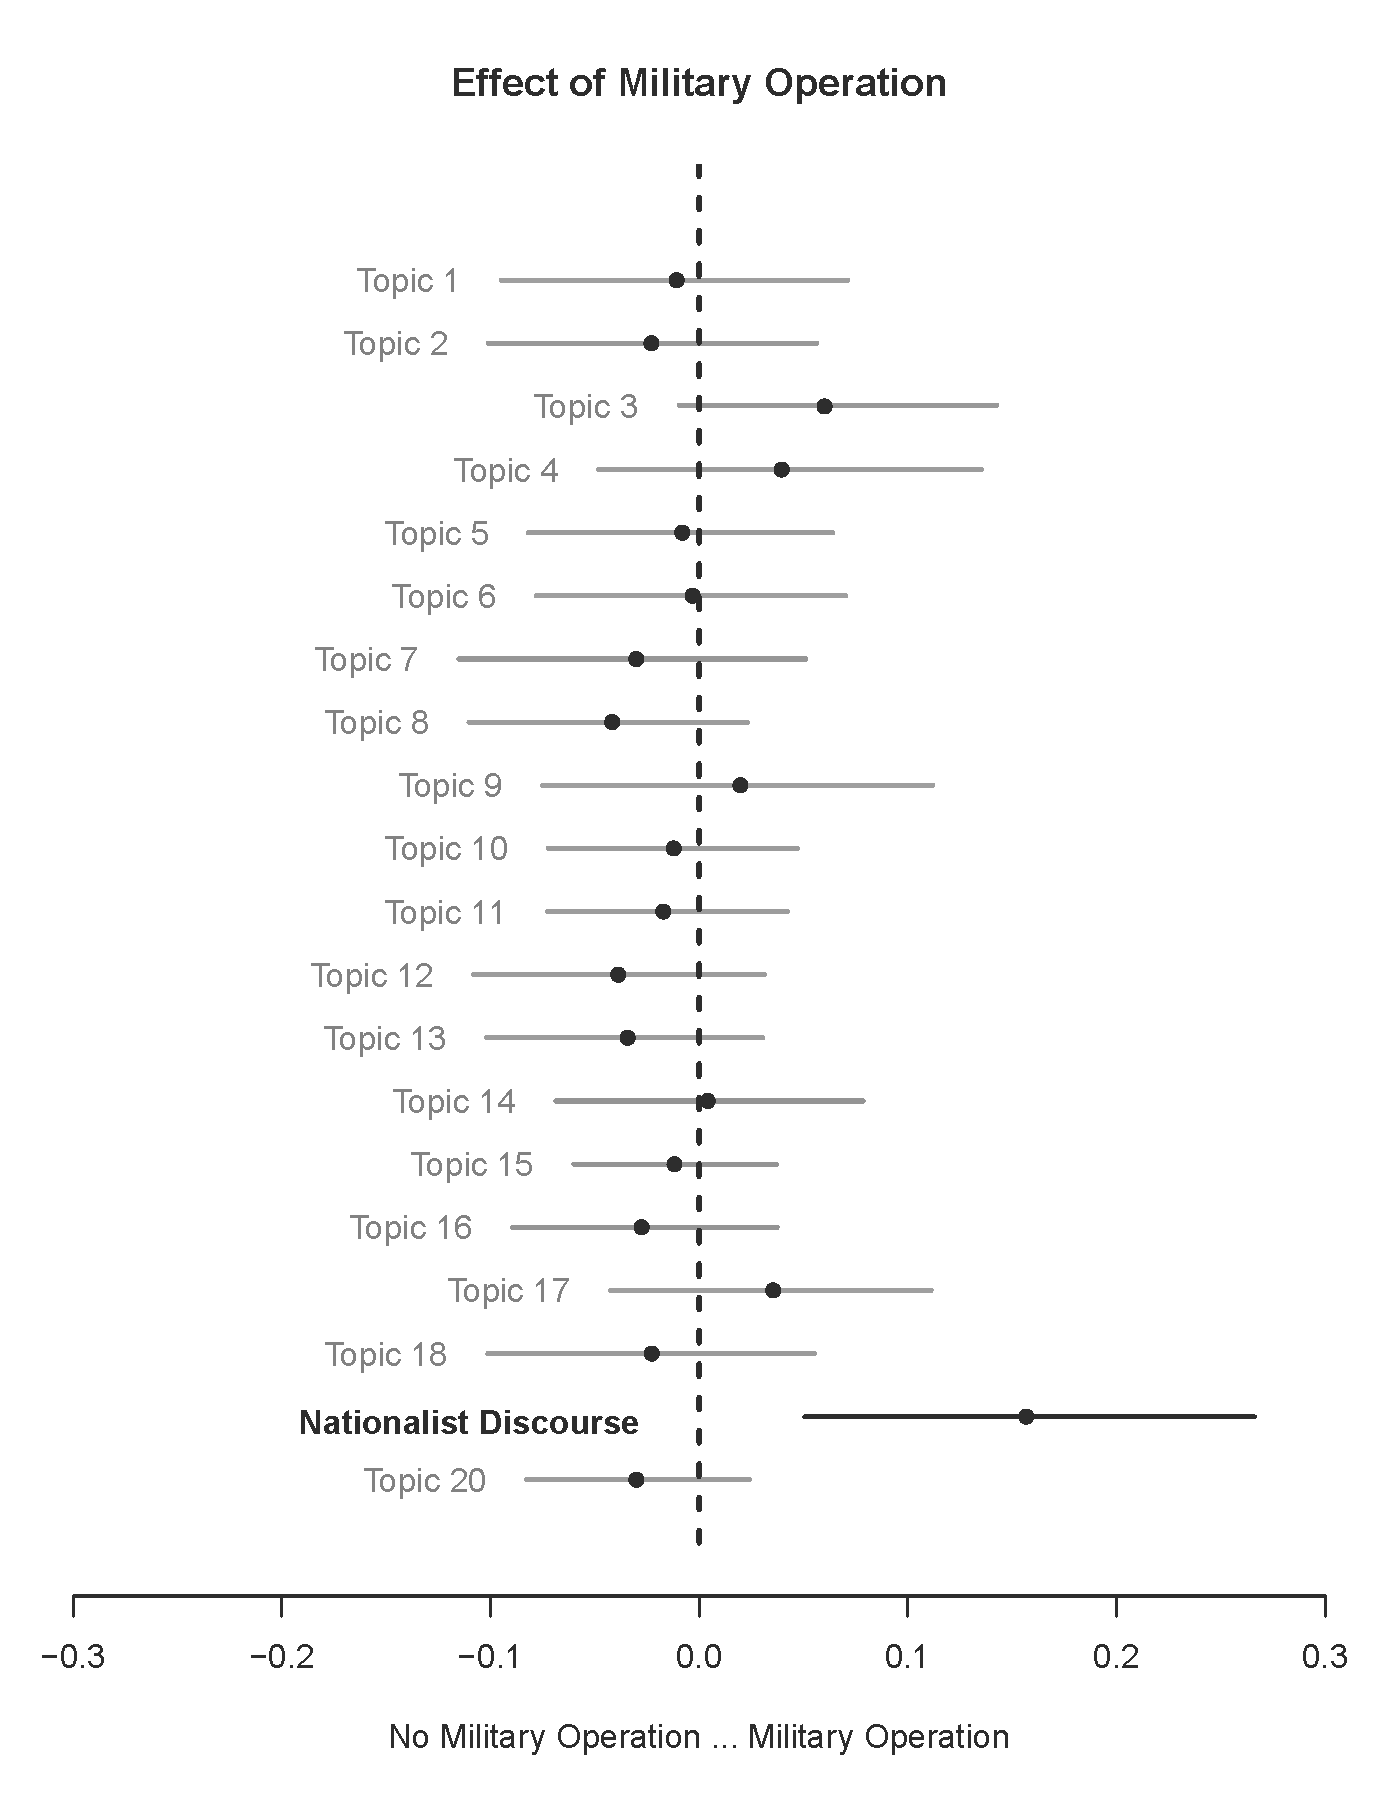 Effect of Military Operation
Topic 1
Topic 2
Topic 3
Topic 4
Topic 5
Topic 6
Topic 7
Topic 8
Topic 9
Topic 10
Topic 11
Topic 12
Topic 13
Topic 14
Topic 15
Topic 16
Topic 17
Topic 18
Nationalist Discourse
Topic 20
−0.3 −0.2 −0.1 0.0 0.1 0.2 0.3
No Military Operation ... Military Operation